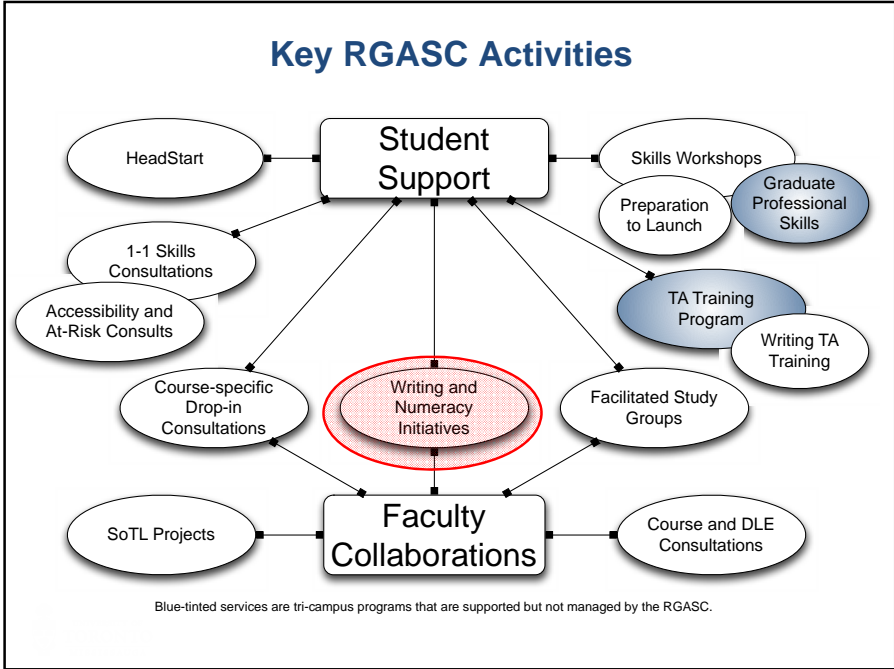 Key RGASC Activities
HeadStart
Student
Support
Skills Workshops
Graduate
Professional
Skills
Preparation
to Launch
1-1 Skills
Consultations
Accessibility and
At-Risk Consults
TA Training
Program
Writing TA
Training
Course-specific
Drop-in
Consultations
Writing and
Numeracy
Initiatives
Facilitated Study
Groups
SoTL Projects
Faculty
Collaborations
Course and DLE
Consultations
Blue-tinted services are tri-campus programs that are supported but not managed by the RGASC.